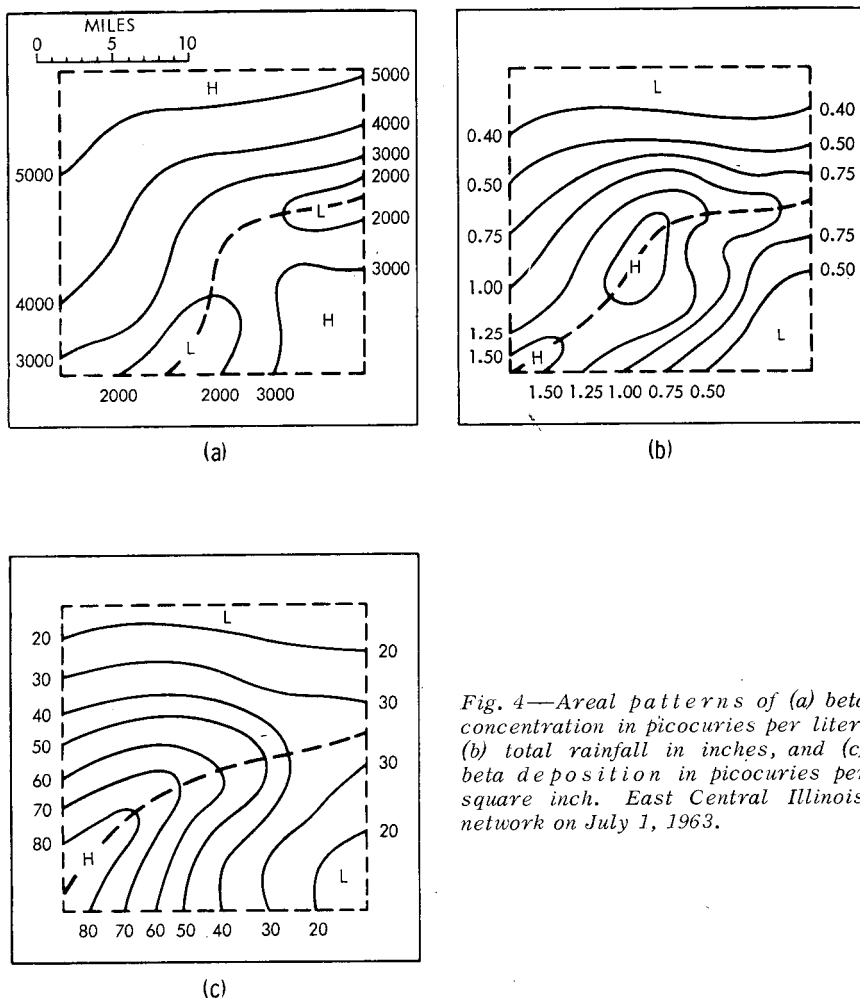 MILES
0 5 10
H
5000
4000
3000
2000
L
2000
3000
H
L
5000
4000
3000
2000 2000 3000
(a)
L
0.40
0.50
0.75
0.75
0.50
0.40
0.50
0.75
1.00
1.25
1.50
H
H
L
1.50 1.25 1.00 0.75 0.50
(b)
L
20
30
40
50
60
70
80
20
30
30
20
H
L
80 70 60 50 40 30 20
(c)
Fig. 4—Areal patterns of (a) beta
concentration in picocuries per liter
(b) total rainfall in inches, and (c)
beta deposition in picocuries per
square inch. East Central Illinois
network on July 1, 1963.